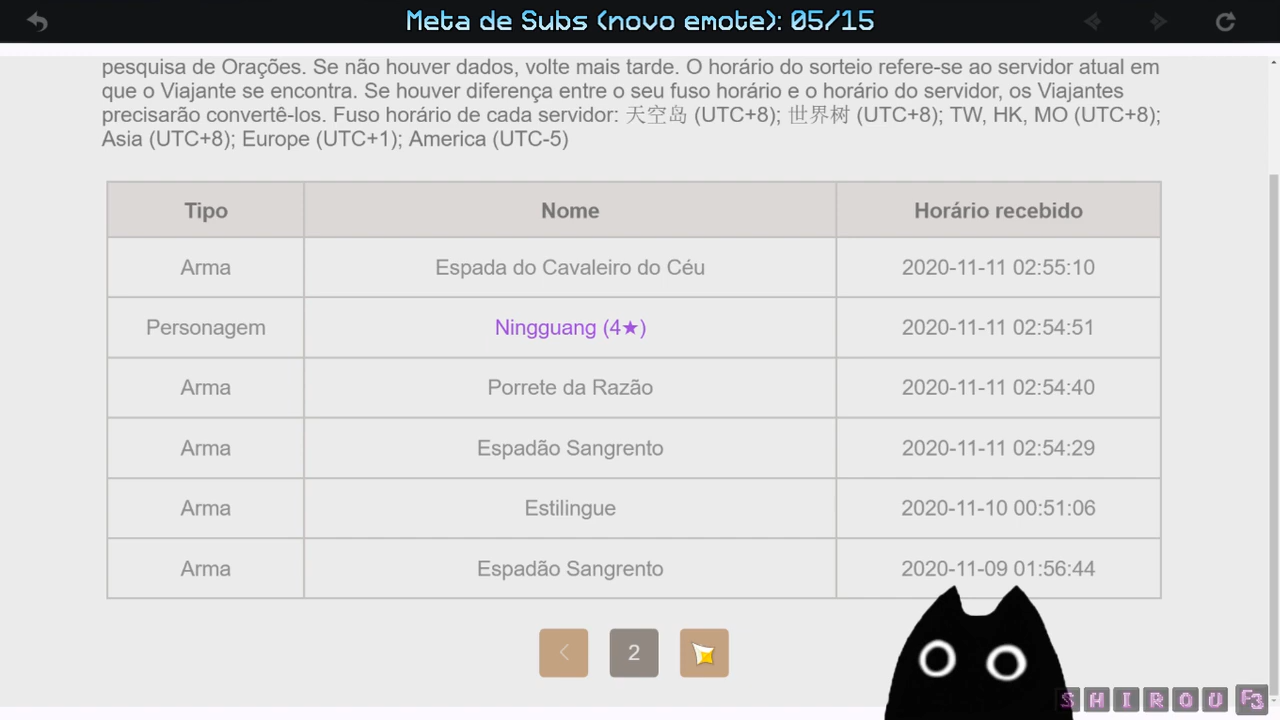 Meta de Subs (novo emote): 05/15
pesquisa de Orações. Se não houver dados, volte mais tarde. O horário do sorteio refere-se ao servidor atual em
que o Viajante se encontra. Se houver diferença entre o seu fuso horário e o horário do servidor, os Viajantes
precisarão convertê-los. Fuso horário de cada servidor: 天空岛 (UTC+8); 世界树 (UTC+8); TW, HK, MO (UTC+8);
Asia (UTC+8); Europe (UTC+1); America (UTC-5)
Tipo Nome Horário recebido
Arma Espada do Cavaleiro do Céu 2020-11-11 02:55:10
Personagem Ningguang (4★) 2020-11-11 02:54:51
Arma Porrete da Razão 2020-11-11 02:54:40
Arma Espadão Sangrento 2020-11-11 02:54:29
Arma Estilingue 2020-11-10 00:51:06
Arma Espadão Sangrento 2020-11-09 01:56:44
2
SHIROU F3